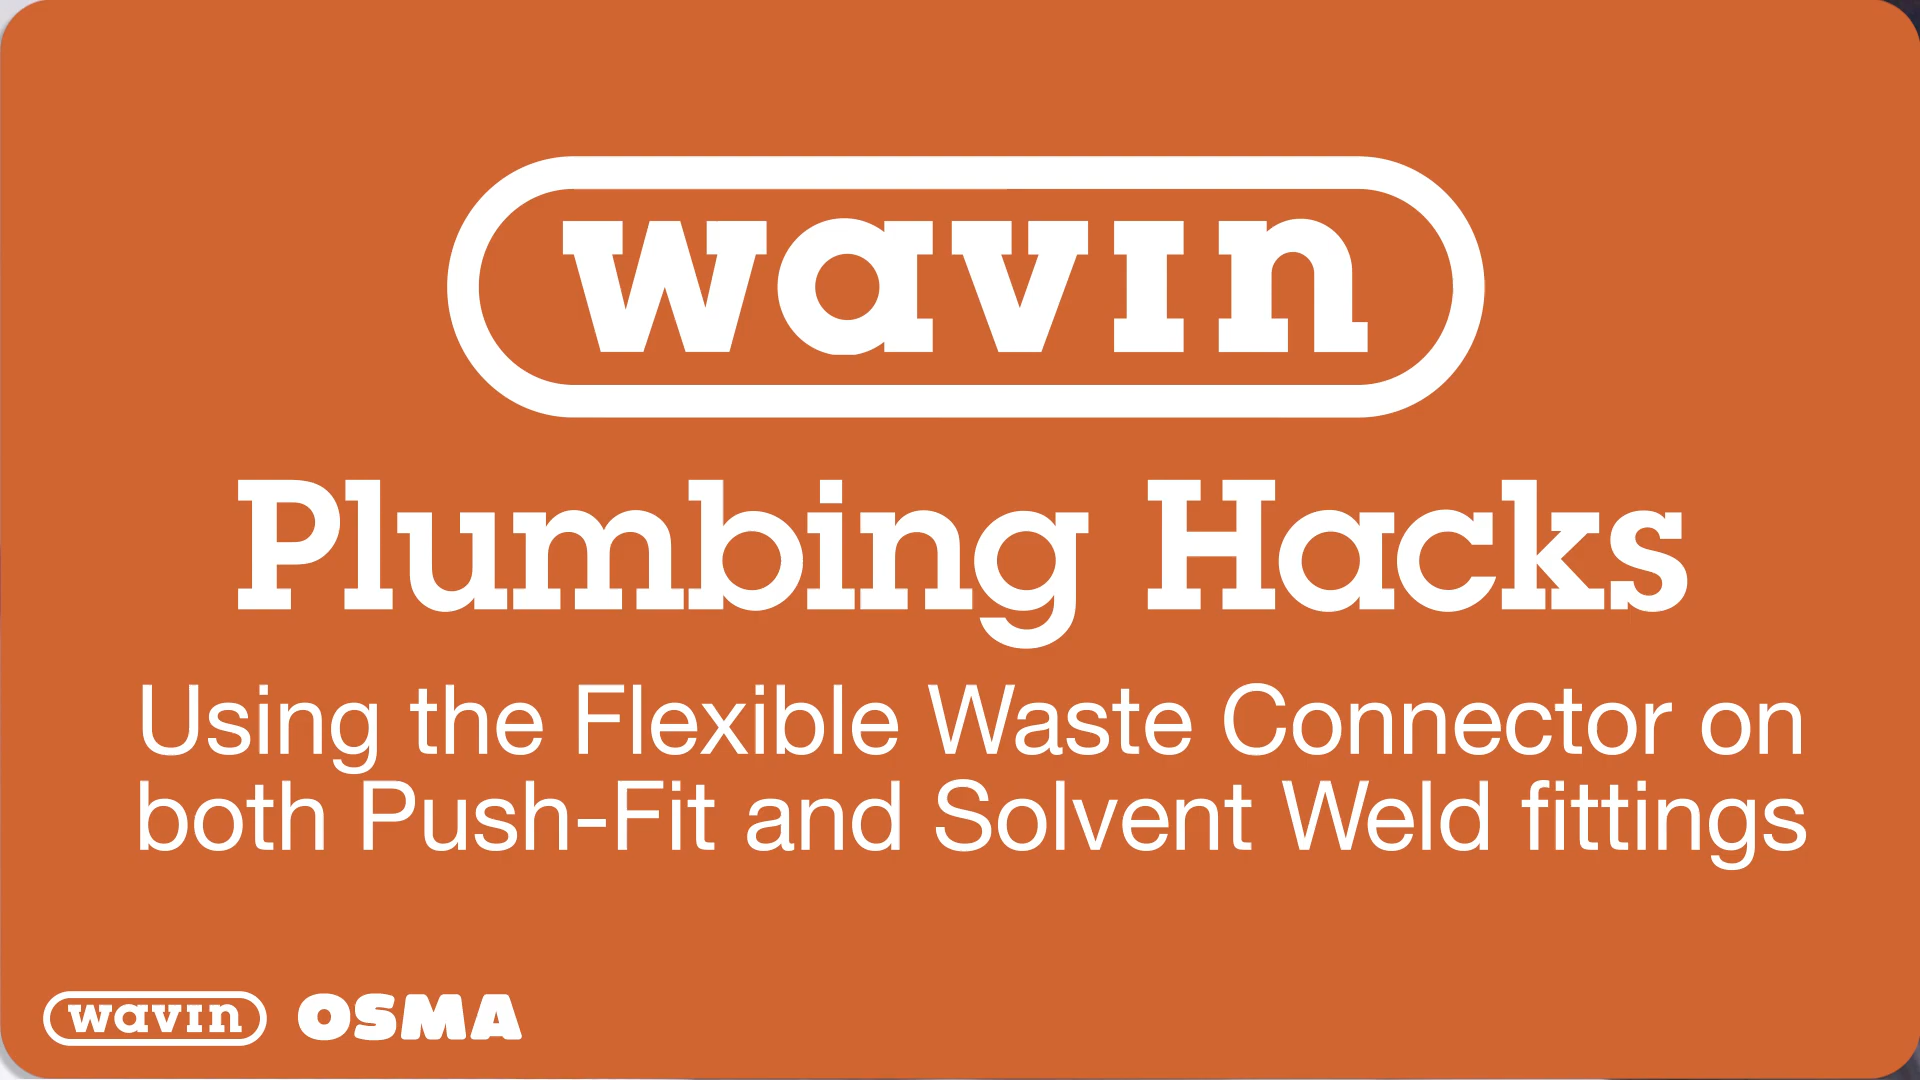 wavin
Plumbing Hacks
Using the Flexible Waste Connector on
both Push-Fit and Solvent Weld fittings
wavin OSMA